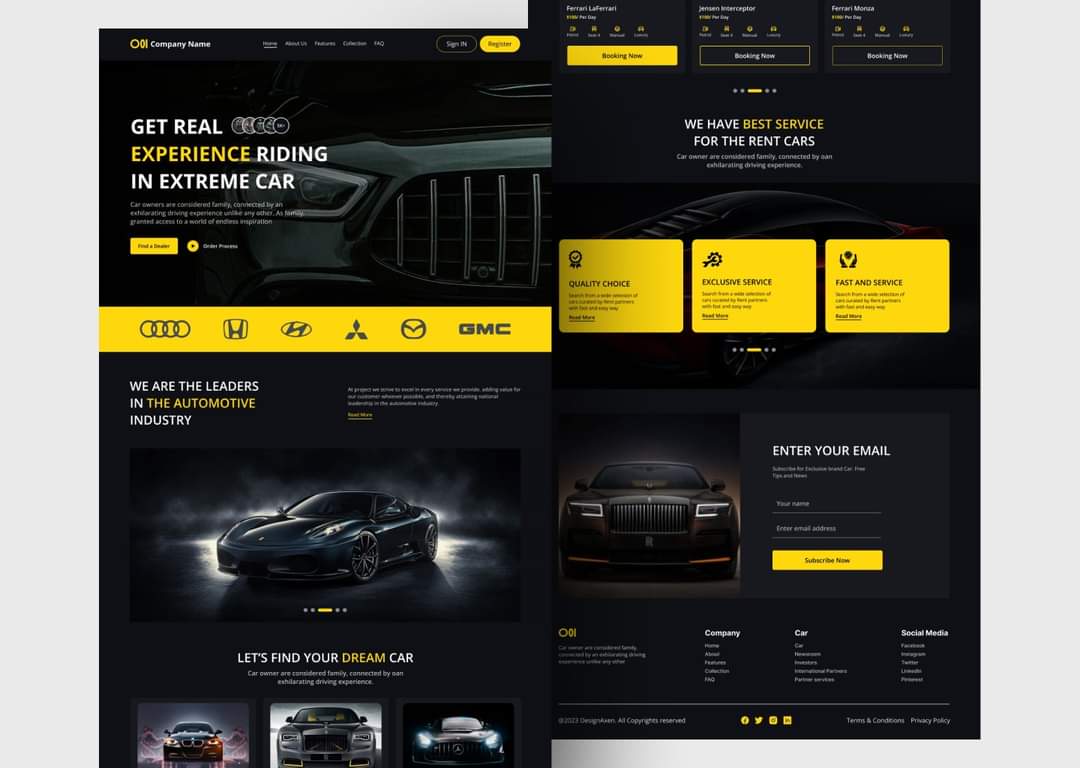 Company Name
Home
About Us
Features
Collection
FAQ
Sign IN
Register
GET REAL
EXPERIENCE RIDING
IN EXTREME CAR
Car owners are considered family, connected by an
exhilarating driving experience unlike any other. As family,
granted access to a world of endless inspiration
Find a Dealer
Order Process
GMC
WE ARE THE LEADERS
IN THE AUTOMOTIVE
INDUSTRY
At project we strive to excel in every service we provide, adding value for
our customer whoever possible, and thereby attaining national
leadership in the automotive industry.
Read More
LET'S FIND YOUR DREAM CAR
Car owner are considered family, connected by oan
exhilarating driving experience.
Ferrari LaFerrari
$100/ Per Day
Petrol
Seat 4
Manual
Luxury
Booking Now
Jensen Interceptor
$100/ Per Day
Petrol
Seat 4
Manual
Luxury
Booking Now
Ferrari Monza
$100/ Per Day
Petrol
Seat 4
Manual
Luxury
Booking Now
WE HAVE BEST SERVICE
FOR THE RENT CARS
Car owner are considered family, connected by oan
exhilarating driving experience.
QUALITY CHOICE
Search from a wide selection of
cars curated by Rent partners
with fast and easy way
Read More
EXCLUSIVE SERVICE
Search from a wide selection of
cars curated by Rent partners
with fast and easy way
Read More
FAST AND SERVICE
Search from a wide selection of
cars curated by Rent partners
with fast and easy way
Read More
ENTER YOUR EMAIL
Subscribe for Exclusive brand Car. Free
Tips and News
Your name
Enter email address
Subscribe Now
Car owner are considered family,
connected by an exhilarating driving
experience unlike any other
Company
Home
About
Features
Collection
FAQ
Car
Car
Newsroom
Investors
International Partners
Partner services
Social Media
Facebook
Instagram
Twitter
LinkedIn
Pinterest
©2023 DesignAxen. All Copyrights reserved
Terms & Conditions
Privacy Policy